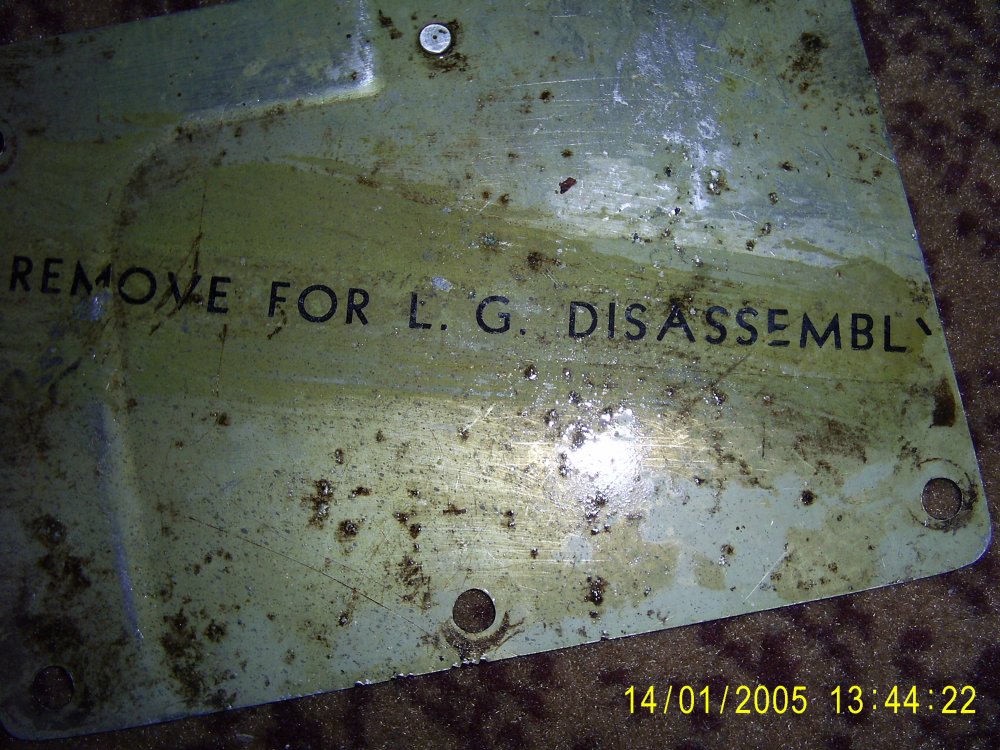 REMOVE FOR L. G. DISASSEMBLY
14/01/2005 13:44:22